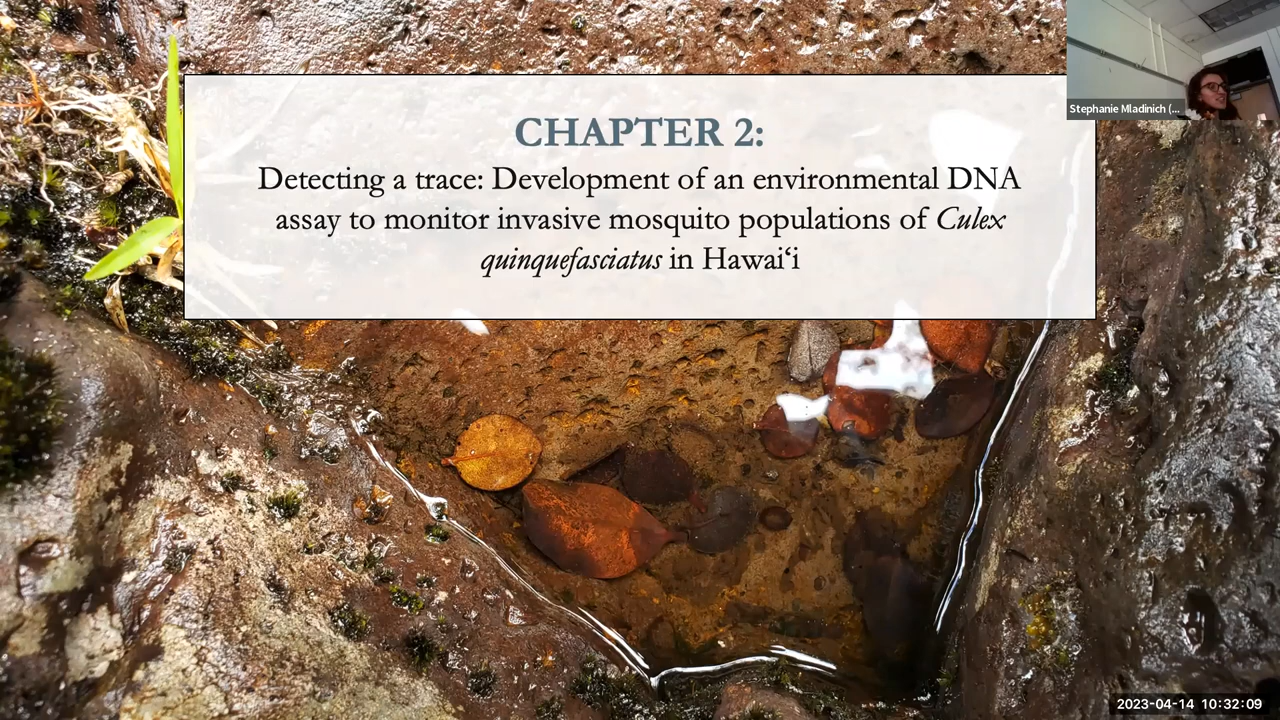 CHAPTER 2:
Detecting a trace: Development of an environmental DNA
assay to monitor invasive mosquito populations of Culex
quinquefasciatus in Hawaiʻi
Stephanie Mladinich (...
2023-04-14 10:32:09